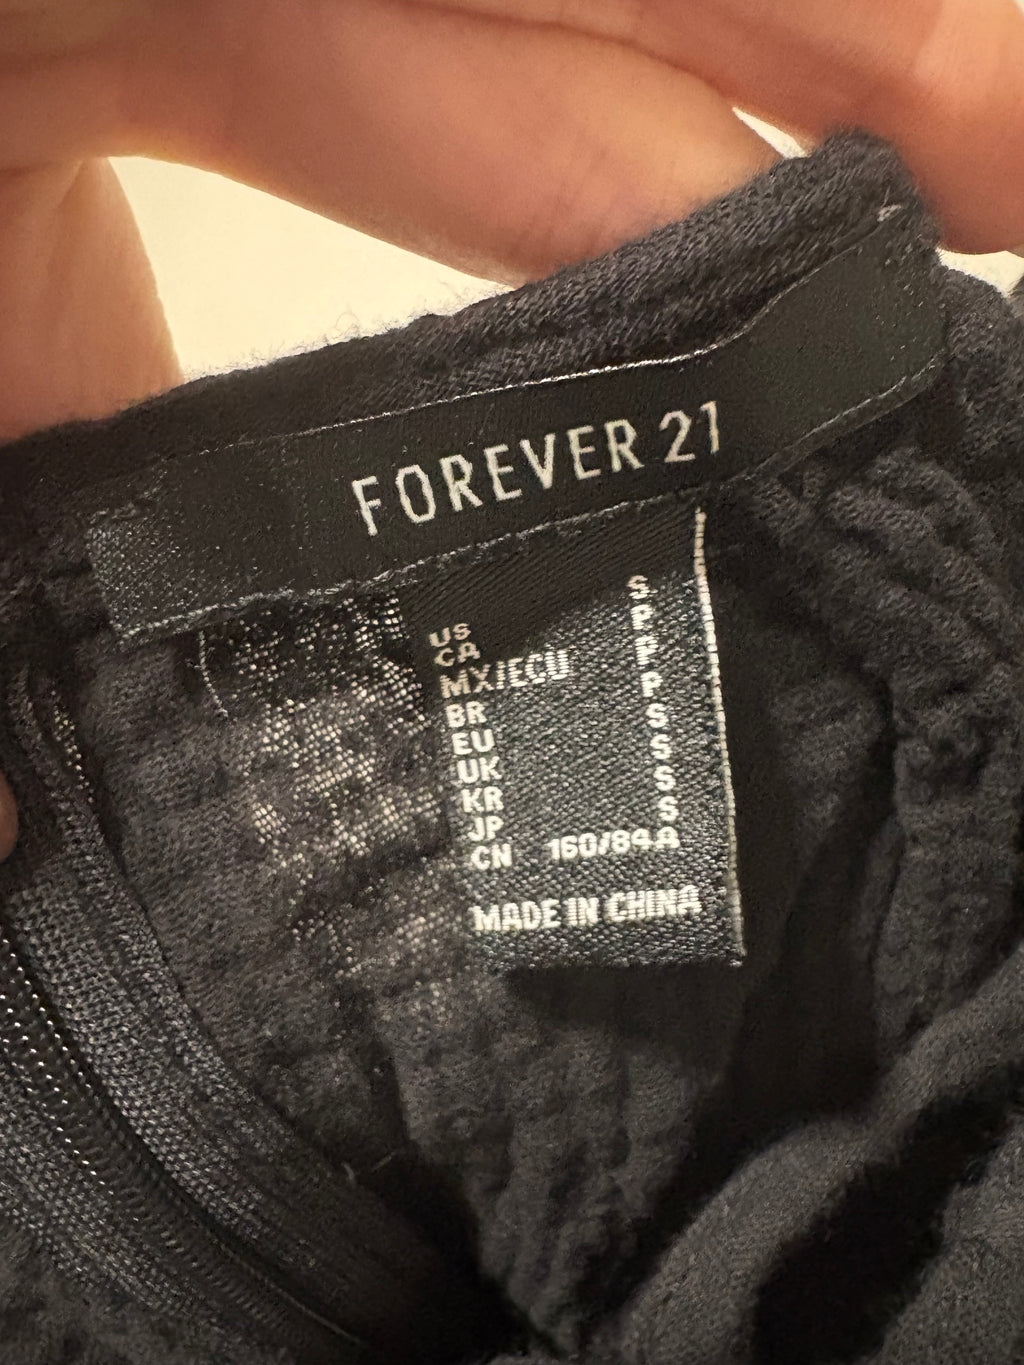 FOREVER 21
US S
CA P
MX/ECU P
BR P
EU S
UK S
KR S
JP S
CN 160/84A
MADE IN CHINA